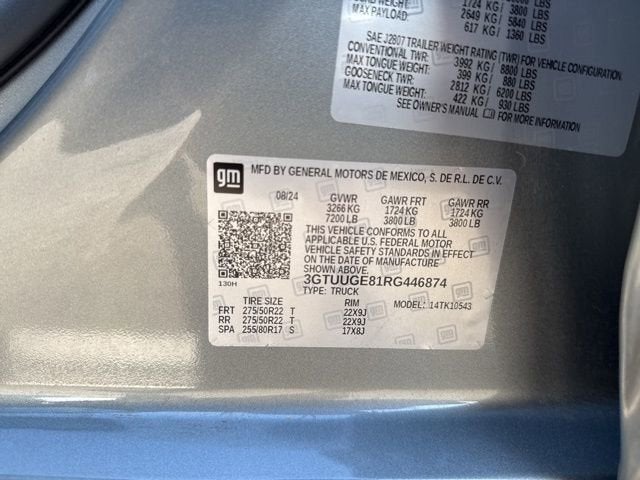 1724 KG / 3800 LBS
MAX PAYLOAD: 2649 KG / 5840 LBS
617 KG / 1360 LBS
SAE J2807 TRAILER WEIGHT RATING (TWR) FOR VEHICLE CONFIGURATION.
CONVENTIONAL TWR: 3992 KG / 8800 LBS
MAX TONGUE WEIGHT: 399 KG / 880 LBS
GOOSENECK TWR: 2812 KG / 6200 LBS
MAX TONGUE WEIGHT: 422 KG / 930 LBS
SEE OWNER'S MANUAL FOR MORE INFORMATION
gm MFD BY GENERAL MOTORS DE MEXICO, S. DE R.L. DE C.V.
08/24 GVWR GAWR FRT GAWR RR
3266 KG 1724 KG 1724 KG
7200 LB 3800 LB 3800 LB
THIS VEHICLE CONFORMS TO ALL
APPLICABLE U.S. FEDERAL MOTOR
VEHICLE SAFETY STANDARDS IN EFFECT
ON THE DATE OF MANUFACTURE
130H 3GTUUGE81RG446874
TYPE: TRUCK
TIRE SIZE RIM MODEL: 14TK10543
FRT 275/50R22 T 22X9J
RR 275/50R22 T 22X9J
SPA 255/80R17 S 17X8J